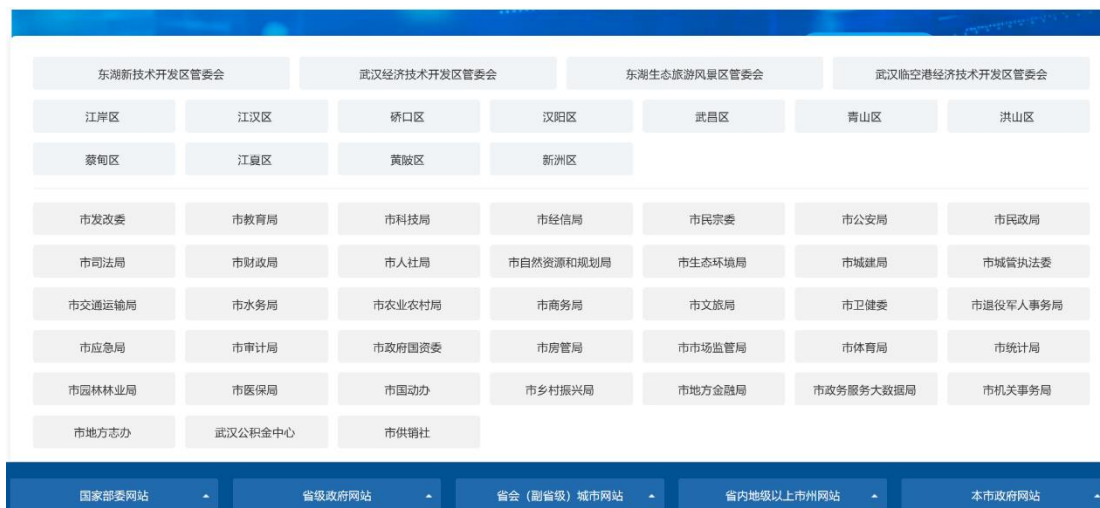 东湖新技术开发区管委会 武汉经济技术开发区管委会 东湖生态旅游风景区管委会 武汉临空港经济技术开发区管委会
江岸区 江汉区 硚口区 汉阳区 武昌区 青山区 洪山区
蔡甸区 江夏区 黄陂区 新洲区
市发改委 市教育局 市科技局 市经信局 市民宗委 市公安局 市民政局
市司法局 市财政局 市人社局 市自然资源和规划局 市生态环境局 市城建局 市城管执法委
市交通运输局 市水务局 市农业农村局 市商务局 市文旅局 市卫健委 市退役军人事务局
市应急局 市审计局 市政府国资委 市房管局 市市场监管局 市体育局 市统计局
市园林林业局 市医保局 市国动办 市乡村振兴局 市地方金融局 市政务服务大数据局 市机关事务局
市地方志办 武汉公积金中心 市供销社
国家部委网站 省级政府网站 省会（副省级）城市网站 省内地级以上市州网站 本市政府网站